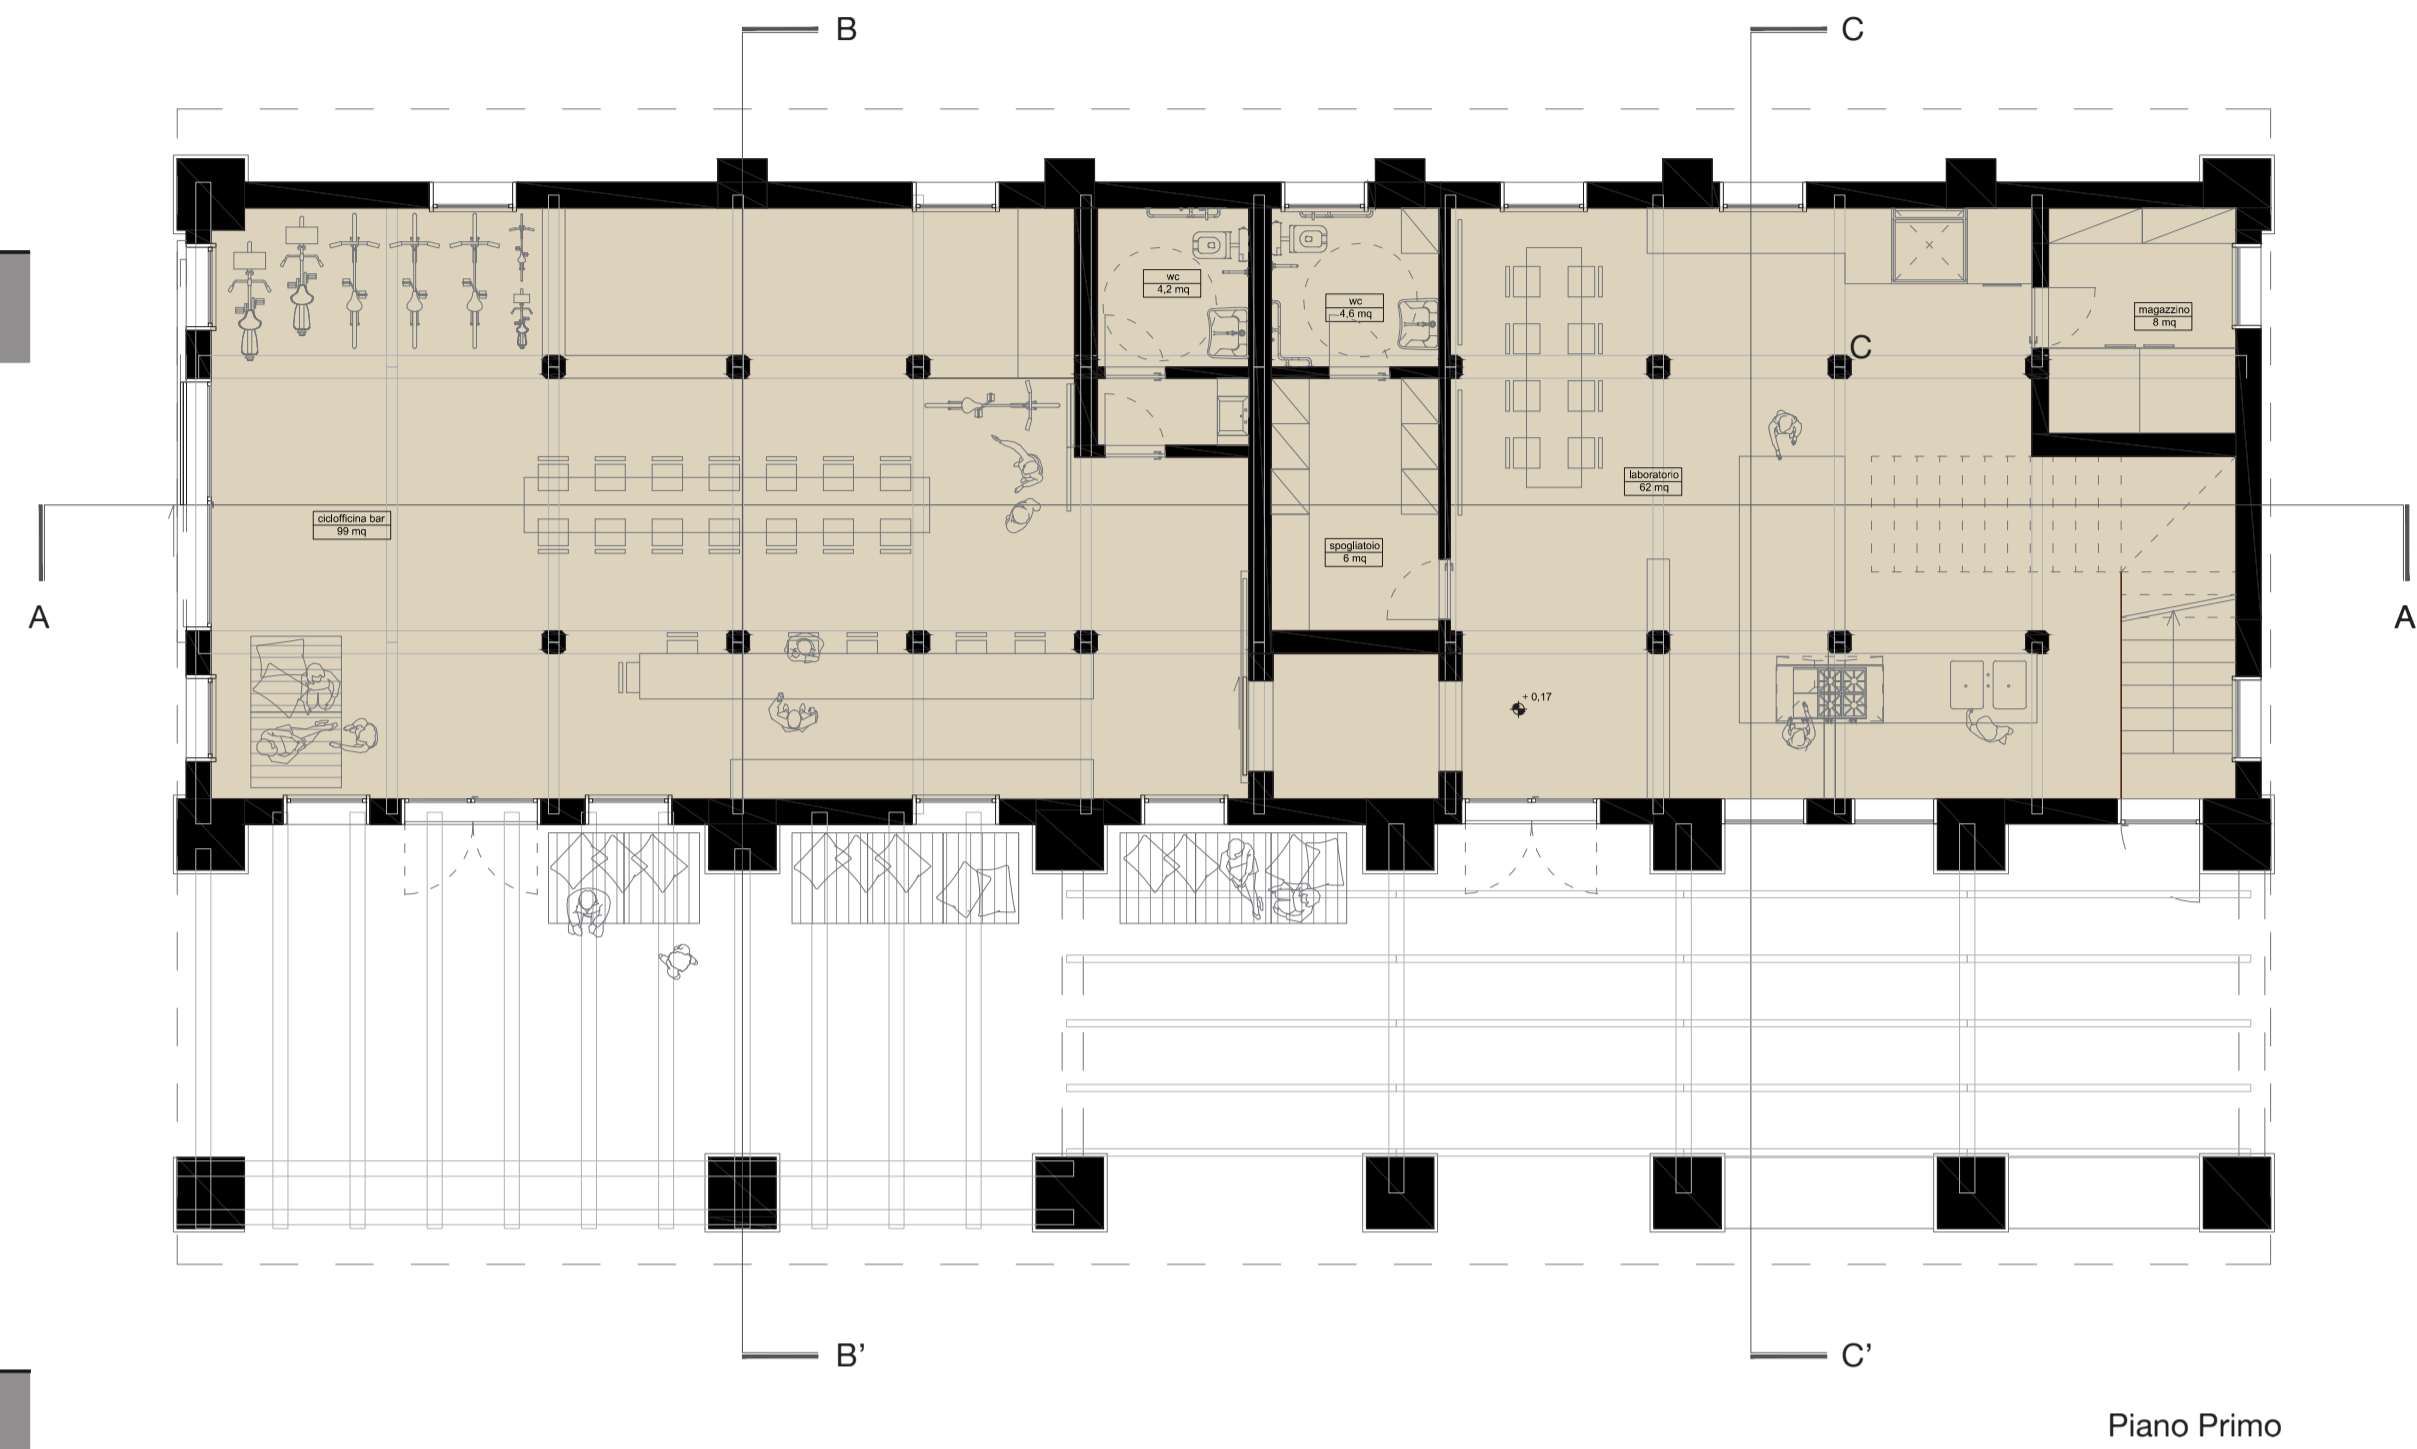 B
C
wc
4,2 mq
wc
4,6 mq
magazzino
8 mq
C
laboratorio
62 mq
ciclofficina bar
99 mq
spogliatoio
6 mq
A
A
+ 0,17
B’
C’
Piano Primo